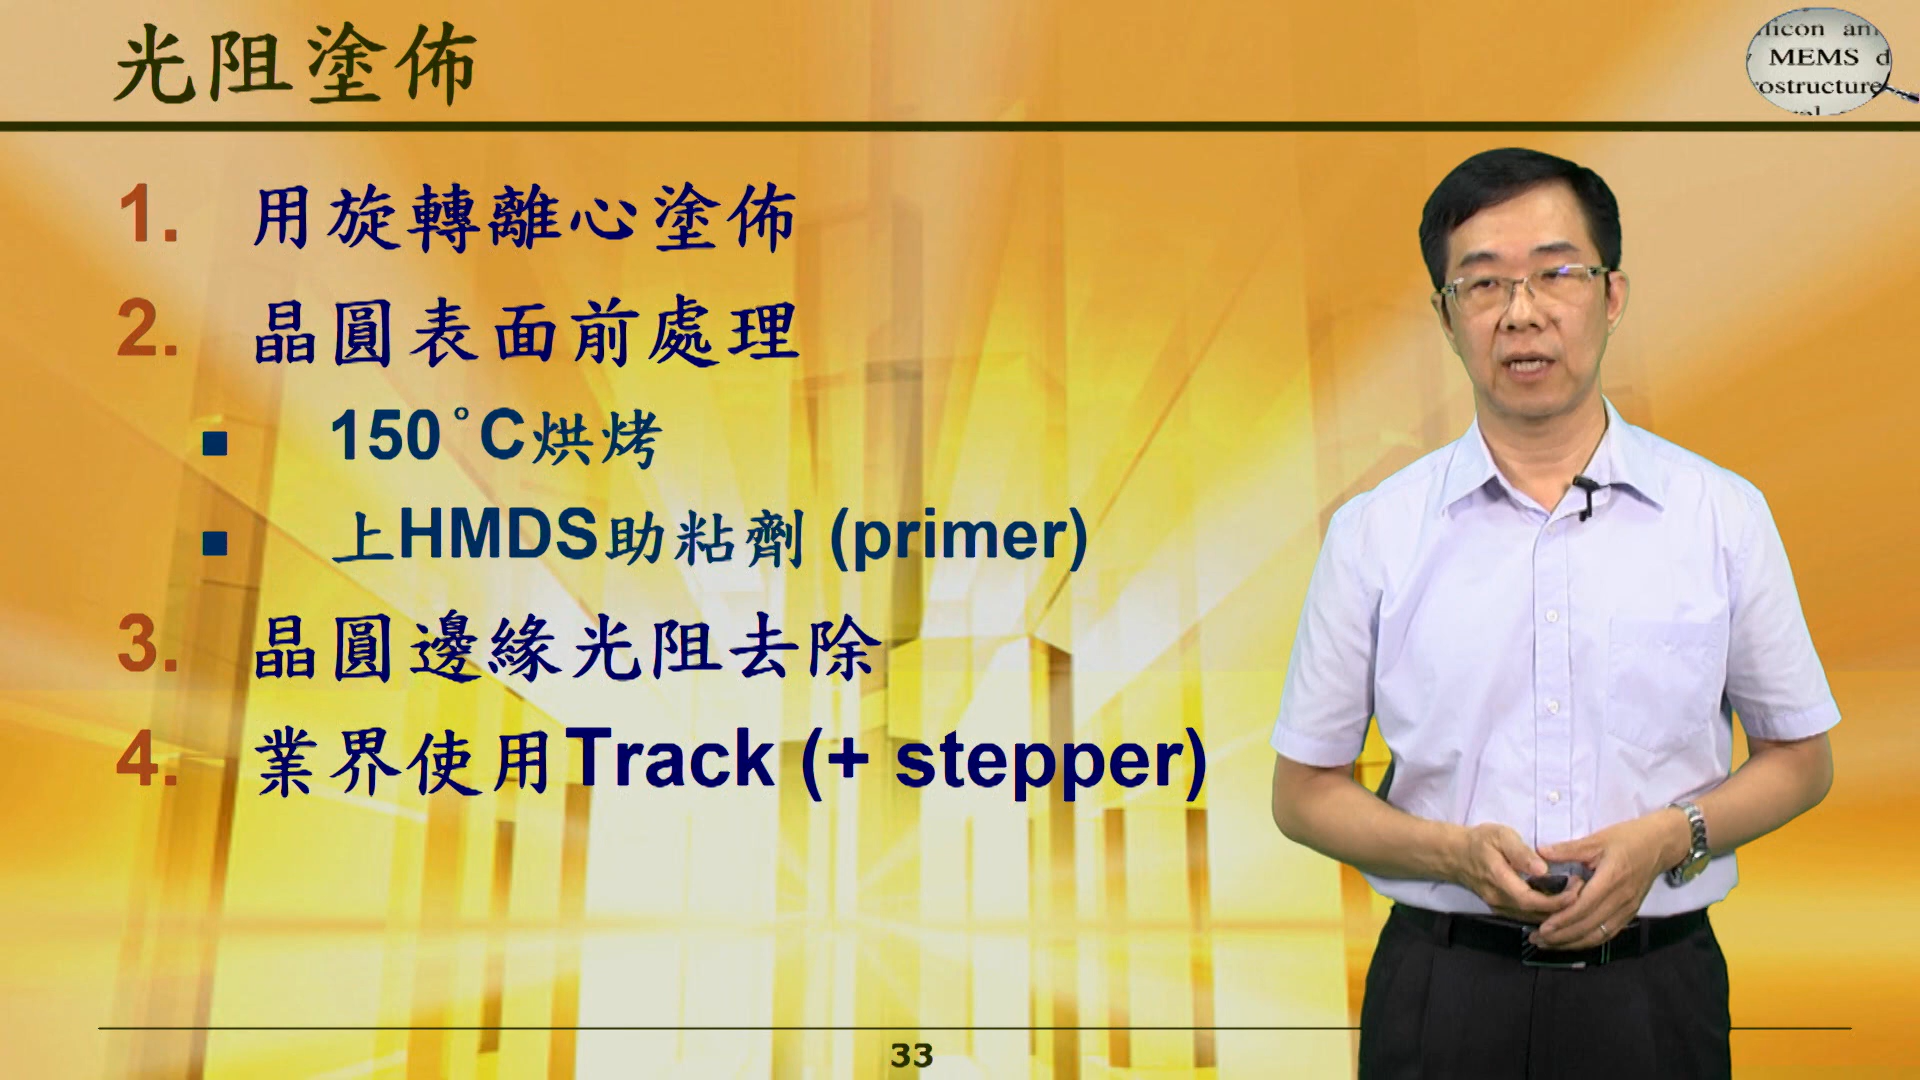 光阻塗佈
licon an
MEMS d
ostructure
1. 用旋轉離心塗佈
2. 晶圓表面前處理
■ 150°C烘烤
■ 上HMDS助粘劑 (primer)
3. 晶圓邊緣光阻去除
4. 業界使用Track (+ stepper)
33